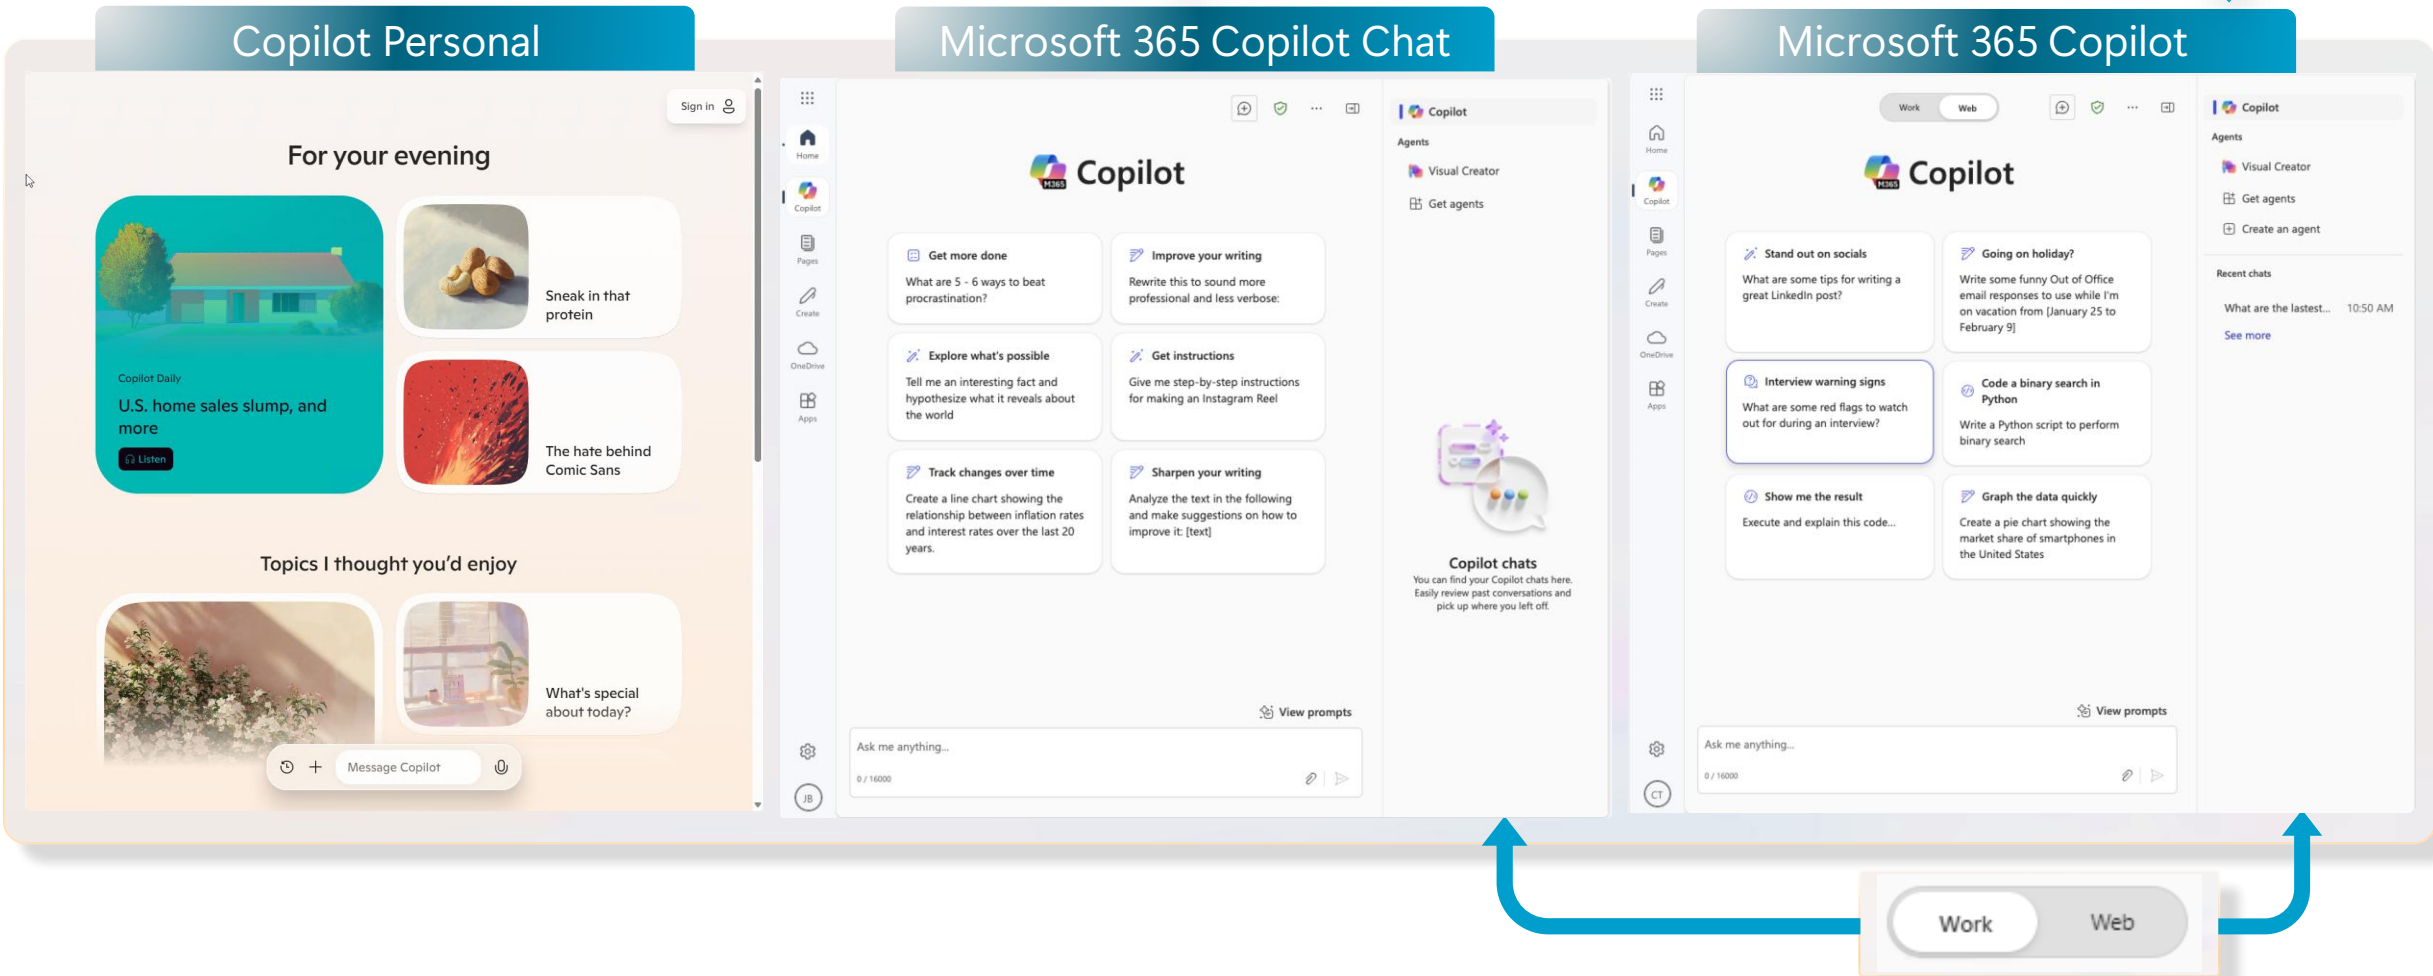 Copilot Personal
Microsoft 365 Copilot Chat
Microsoft 365 Copilot
Sign in
For your evening
Copilot Daily
U.S. home sales slump, and
more
Listen
Sneak in that
protein
The hate behind
Comic Sans
Topics I thought you'd enjoy
What's special
about today?
Message Copilot
Home
Copilot
Pages
Create
OneDrive
Apps
JB
M365
Copilot
Get more done
What are 5 - 6 ways to beat
procrastination?
Improve your writing
Rewrite this to sound more
professional and less verbose:
Explore what's possible
Tell me an interesting fact and
hypothesize what it reveals about
the world
Get instructions
Give me step-by-step instructions
for making an Instagram Reel
Track changes over time
Create a line chart showing the
relationship between inflation rates
and interest rates over the last 20
years.
Sharpen your writing
Analyze the text in the following
and make suggestions on how to
improve it: [text]
View prompts
Ask me anything...
0 / 16000
Copilot
Agents
Visual Creator
Get agents
Copilot chats
You can find your Copilot chats here.
Easily review past conversations and
pick up where you left off.
Home
Copilot
Pages
Create
OneDrive
Apps
CT
Work Web
M365
Copilot
Stand out on socials
What are some tips for writing a
great LinkedIn post?
Going on holiday?
Write some funny Out of Office
email responses to use while I'm
on vacation from [January 25 to
February 9]
Interview warning signs
What are some red flags to watch
out for during an interview?
Code a binary search in
Python
Write a Python script to perform
binary search
Show me the result
Execute and explain this code...
Graph the data quickly
Create a pie chart showing the
market share of smartphones in
the United States
View prompts
Ask me anything...
0 / 16000
Copilot
Agents
Visual Creator
Get agents
Create an agent
Recent chats
What are the lastest... 10:50 AM
See more
Work Web